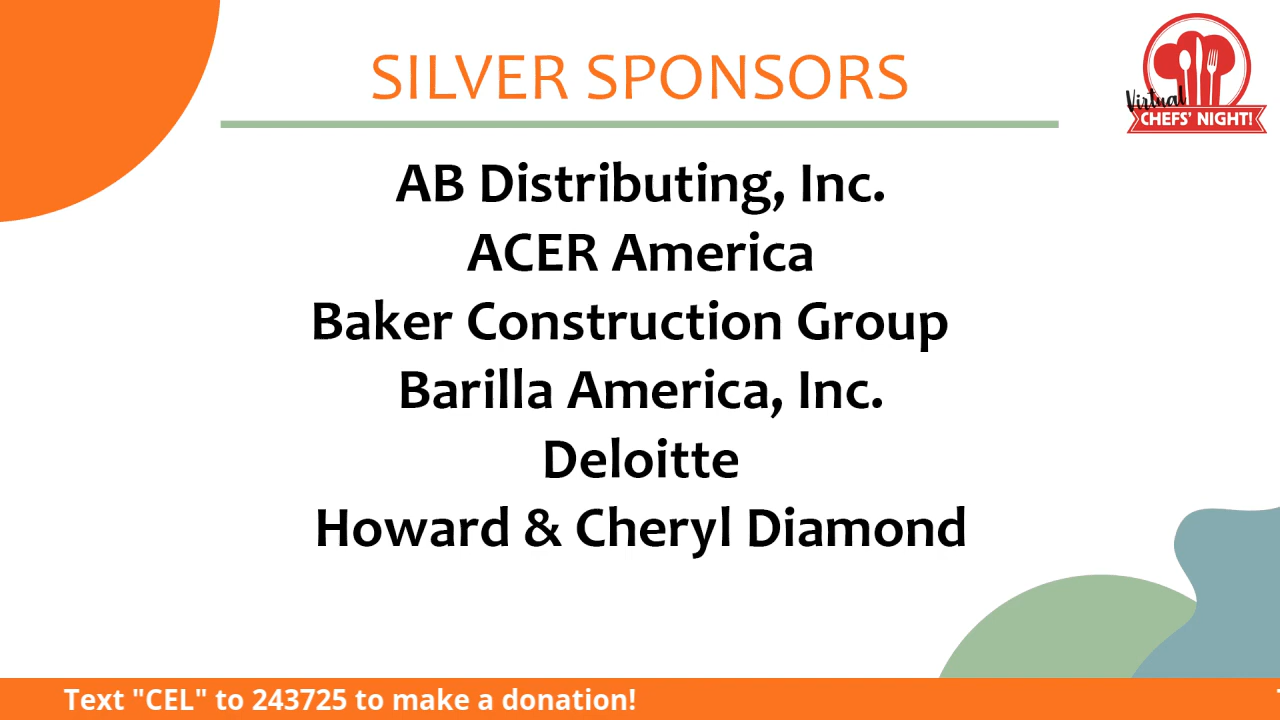 SILVER SPONSORS
Virtual
CHEFS' NIGHT!
AB Distributing, Inc.
ACER America
Baker Construction Group
Barilla America, Inc.
Deloitte
Howard & Cheryl Diamond
Text "CEL" to 243725 to make a donation!